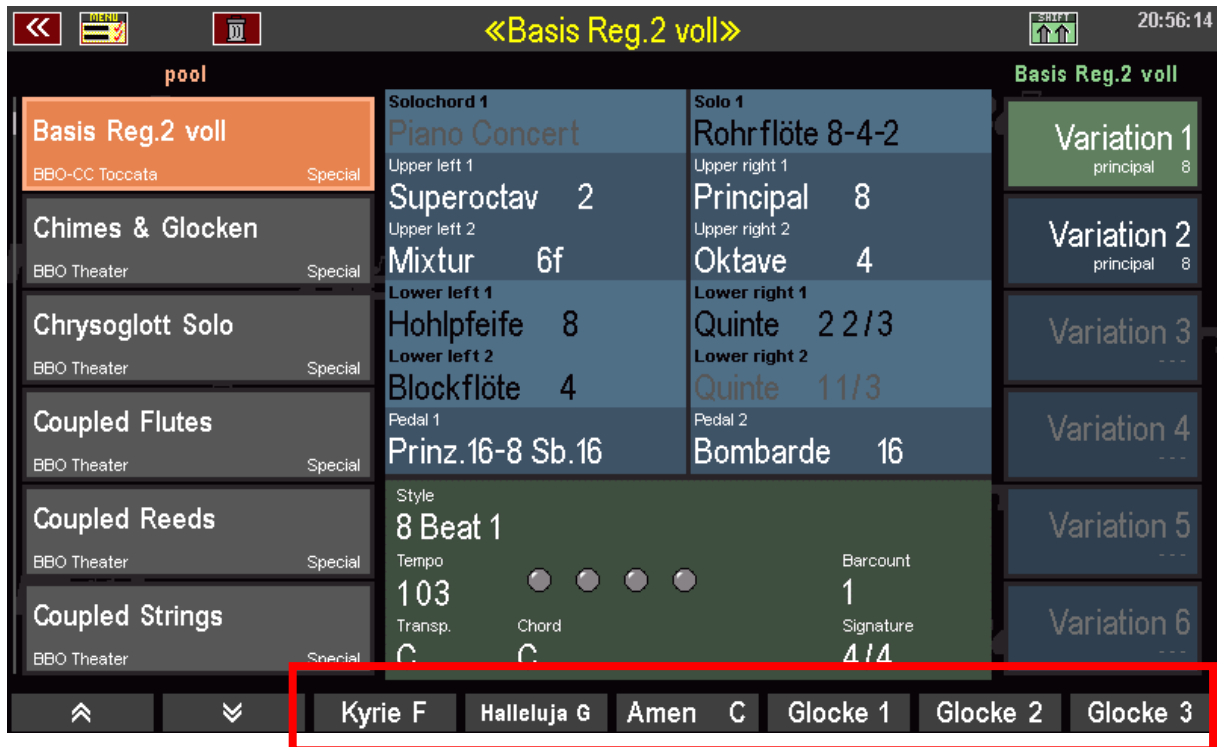 MENU
«Basis Reg.2 voll»
SHIFT
20:56:14
pool
Basis Reg.2 voll
Basis Reg.2 voll
BBO-CC Toccata Special
Chimes & Glocken
BBO Theater Special
Chrysoglott Solo
BBO Theater Special
Coupled Flutes
BBO Theater Special
Coupled Reeds
BBO Theater Special
Coupled Strings
BBO Theater Special
Solochord 1
Piano Concert
Solo 1
Rohrflöte 8-4-2
Upper left 1
Superoctav 2
Upper right 1
Principal 8
Upper left 2
Mixtur 6f
Upper right 2
Oktave 4
Lower left 1
Hohlpfeife 8
Lower right 1
Quinte 2 2/3
Lower left 2
Blockflöte 4
Lower right 2
Quinte 1 1/3
Pedal 1
Prinz.16-8 Sb.16
Pedal 2
Bombarde 16
Style
8 Beat 1
Tempo
103
Barcount
1
Transp.
C
Chord
C
Signature
4/4
Variation 1
principal 8
Variation 2
principal 8
Variation 3
---
Variation 4
---
Variation 5
---
Variation 6
---
Kyrie F
Halleluja G
Amen C
Glocke 1
Glocke 2
Glocke 3